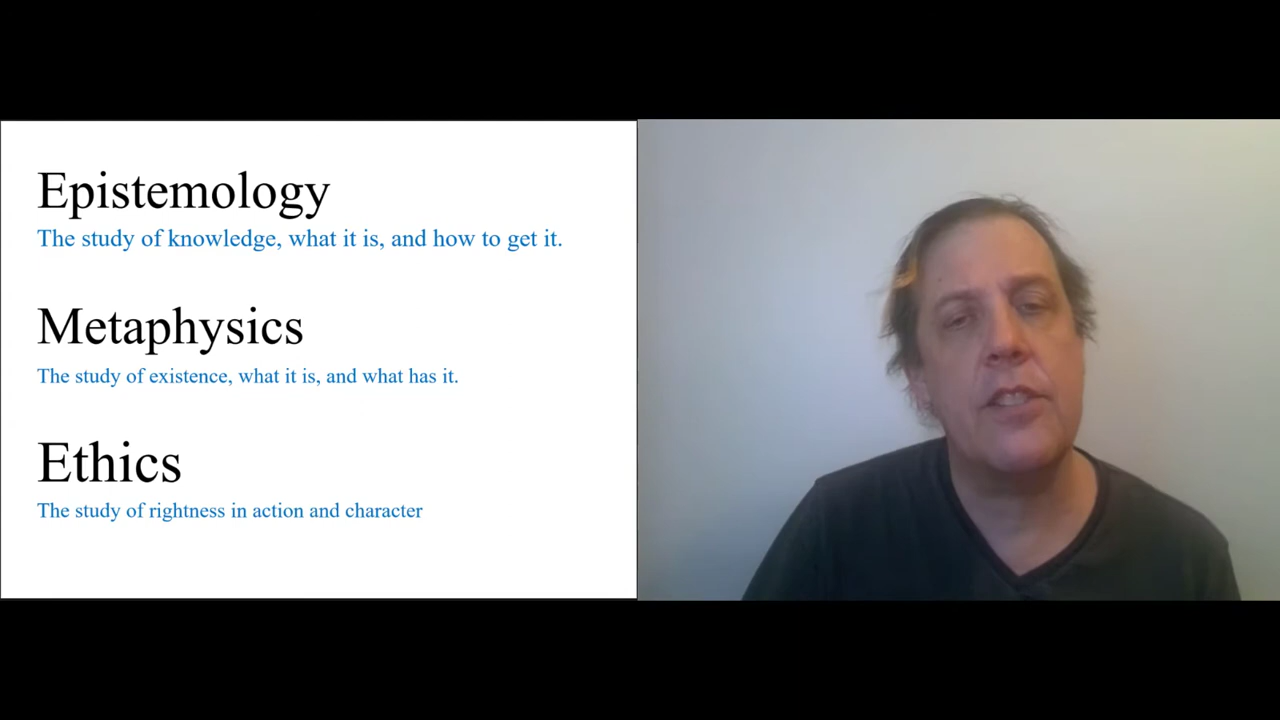 Epistemology
The study of knowledge, what it is, and how to get it.
Metaphysics
The study of existence, what it is, and what has it.
Ethics
The study of rightness in action and character